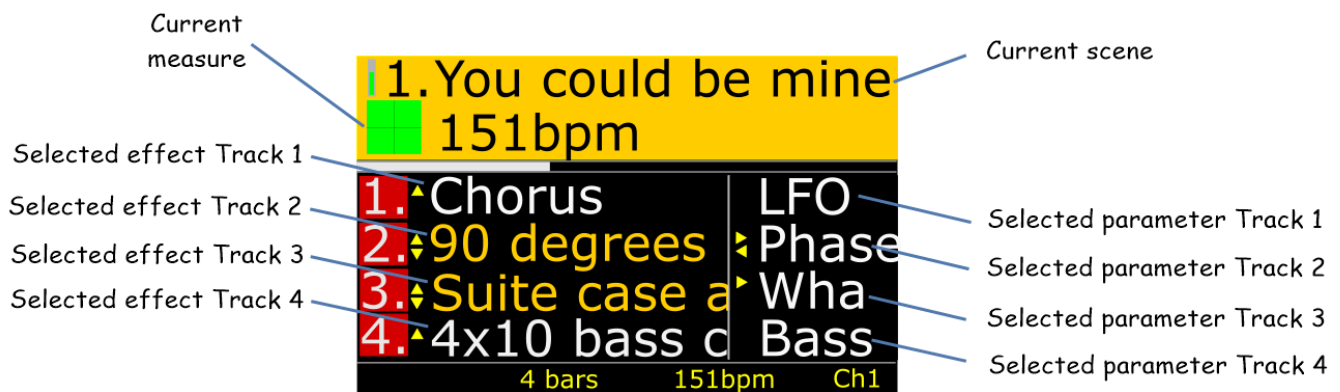 Current
measure
Current scene
1.You could be mine
151bpm
Selected effect Track 1
Selected effect Track 2
Selected effect Track 3
Selected effect Track 4
1. Chorus LFO
2. 90 degrees Phase
3. Suite case a Wha
4. 4x10 bass c Bass
4 bars 151bpm Ch1
Selected parameter Track 1
Selected parameter Track 2
Selected parameter Track 3
Selected parameter Track 4